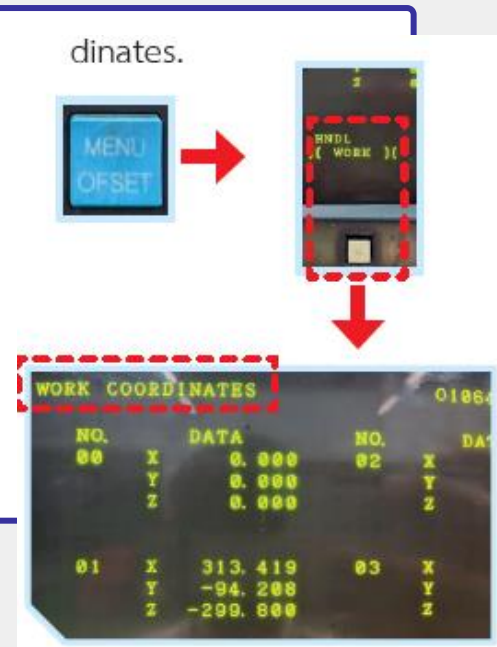 dinates.
MENU
OFSET
HNDL
[ WORK ][
WORK COORDINATES O1064
NO. DATA NO.
00 X 0.000 02 X
Y 0.000 Y
Z 0.000 Z
01 X 313.419 03 X
Y -94.208 Y
Z -299.800 Z